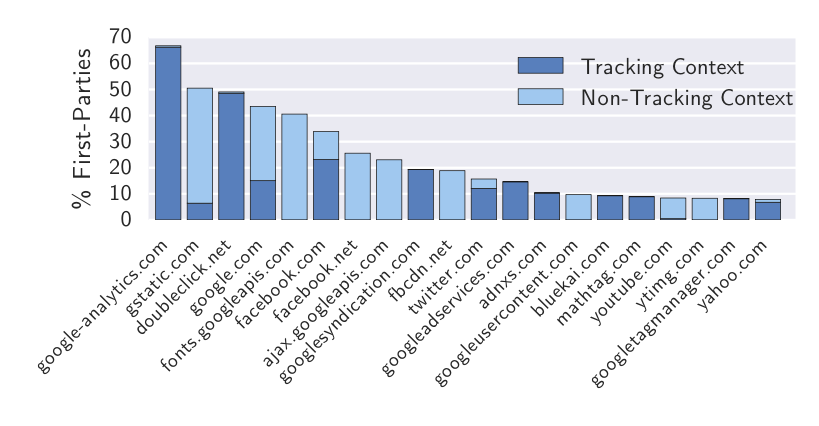 70
60
50
40
30
20
10
0
% First-Parties
Tracking Context
Non-Tracking Context
google-analytics.com
gstatic.com
doubleclick.net
google.com
fonts.googleapis.com
facebook.com
facebook.net
ajax.googleapis.com
googlesyndication.com
fbcdn.net
twitter.com
googleadservices.com
adnxs.com
googleusercontent.com
bluekai.com
mathtag.com
youtube.com
ytimg.com
googletagmanager.com
yahoo.com